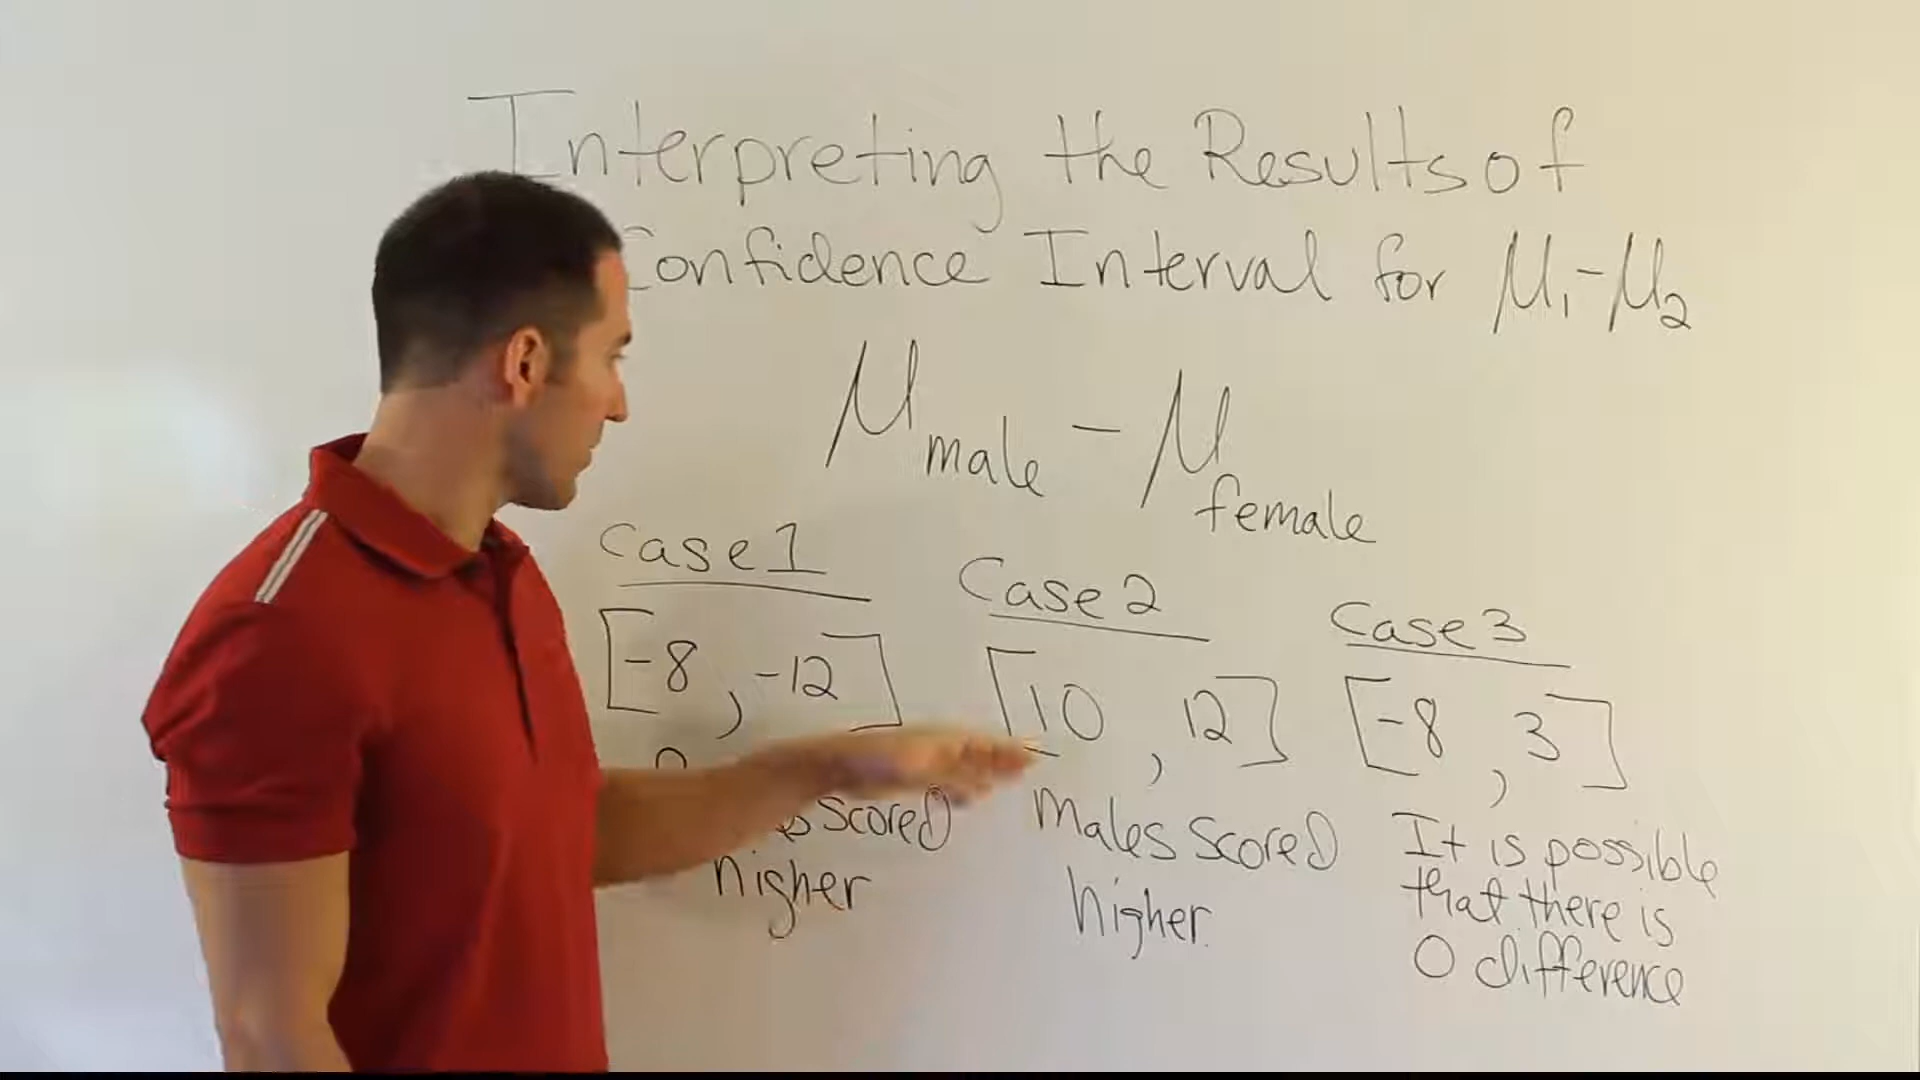 Interpreting the Results of
Confidence Interval for μ₁-μ₂
μmale - μfemale
Case 1
[-8, -12]
scored
higher
Case 2
[10, 12]
Males scored
higher.
Case 3
[-8, 3]
It is possible
that there is
0 difference